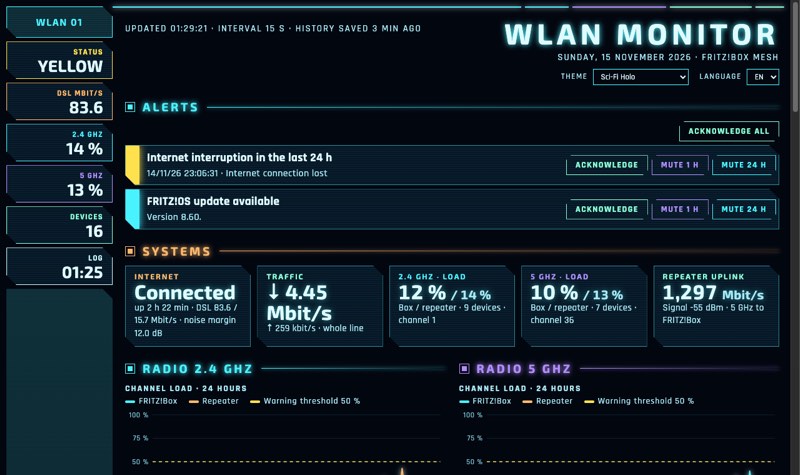 WLAN 01
STATUS
YELLOW
DSL MBIT/S
83.6
2.4 GHZ
14 %
5 GHZ
13 %
DEVICES
16
LOG
01:25
UPDATED 01:29:21 · INTERVAL 15 S · HISTORY SAVED 3 MIN AGO
WLAN MONITOR
SUNDAY, 15 NOVEMBER 2026 · FRITZ!BOX MESH
THEME Sci-Fi Holo LANGUAGE EN
ALERTS
ACKNOWLEDGE ALL
Internet interruption in the last 24 h
14/11/26 23:06:31 · Internet connection lost
ACKNOWLEDGE MUTE 1 H MUTE 24 H
FRITZ!OS update available
Version 8.60.
ACKNOWLEDGE MUTE 1 H MUTE 24 H
SYSTEMS
INTERNET
Connected
up 2 h 22 min · DSL 83.6 /
15.7 Mbit/s · noise margin
12.0 dB
TRAFFIC
↓ 4.45
Mbit/s
↑ 259 kbit/s · whole line
2.4 GHZ · LOAD
12 % / 14 %
Box / repeater · 9 devices ·
channel 1
5 GHZ · LOAD
10 % / 13 %
Box / repeater · 7 devices ·
channel 36
REPEATER UPLINK
1,297 Mbit/s
Signal -55 dBm · 5 GHz to
FRITZ!Box
RADIO 2.4 GHZ
CHANNEL LOAD · 24 HOURS
FRITZ!Box Repeater Warning threshold 50 %
100 %
75 %
50 %
RADIO 5 GHZ
CHANNEL LOAD · 24 HOURS
FRITZ!Box Repeater Warning threshold 50 %
100 %
75 %
50 %